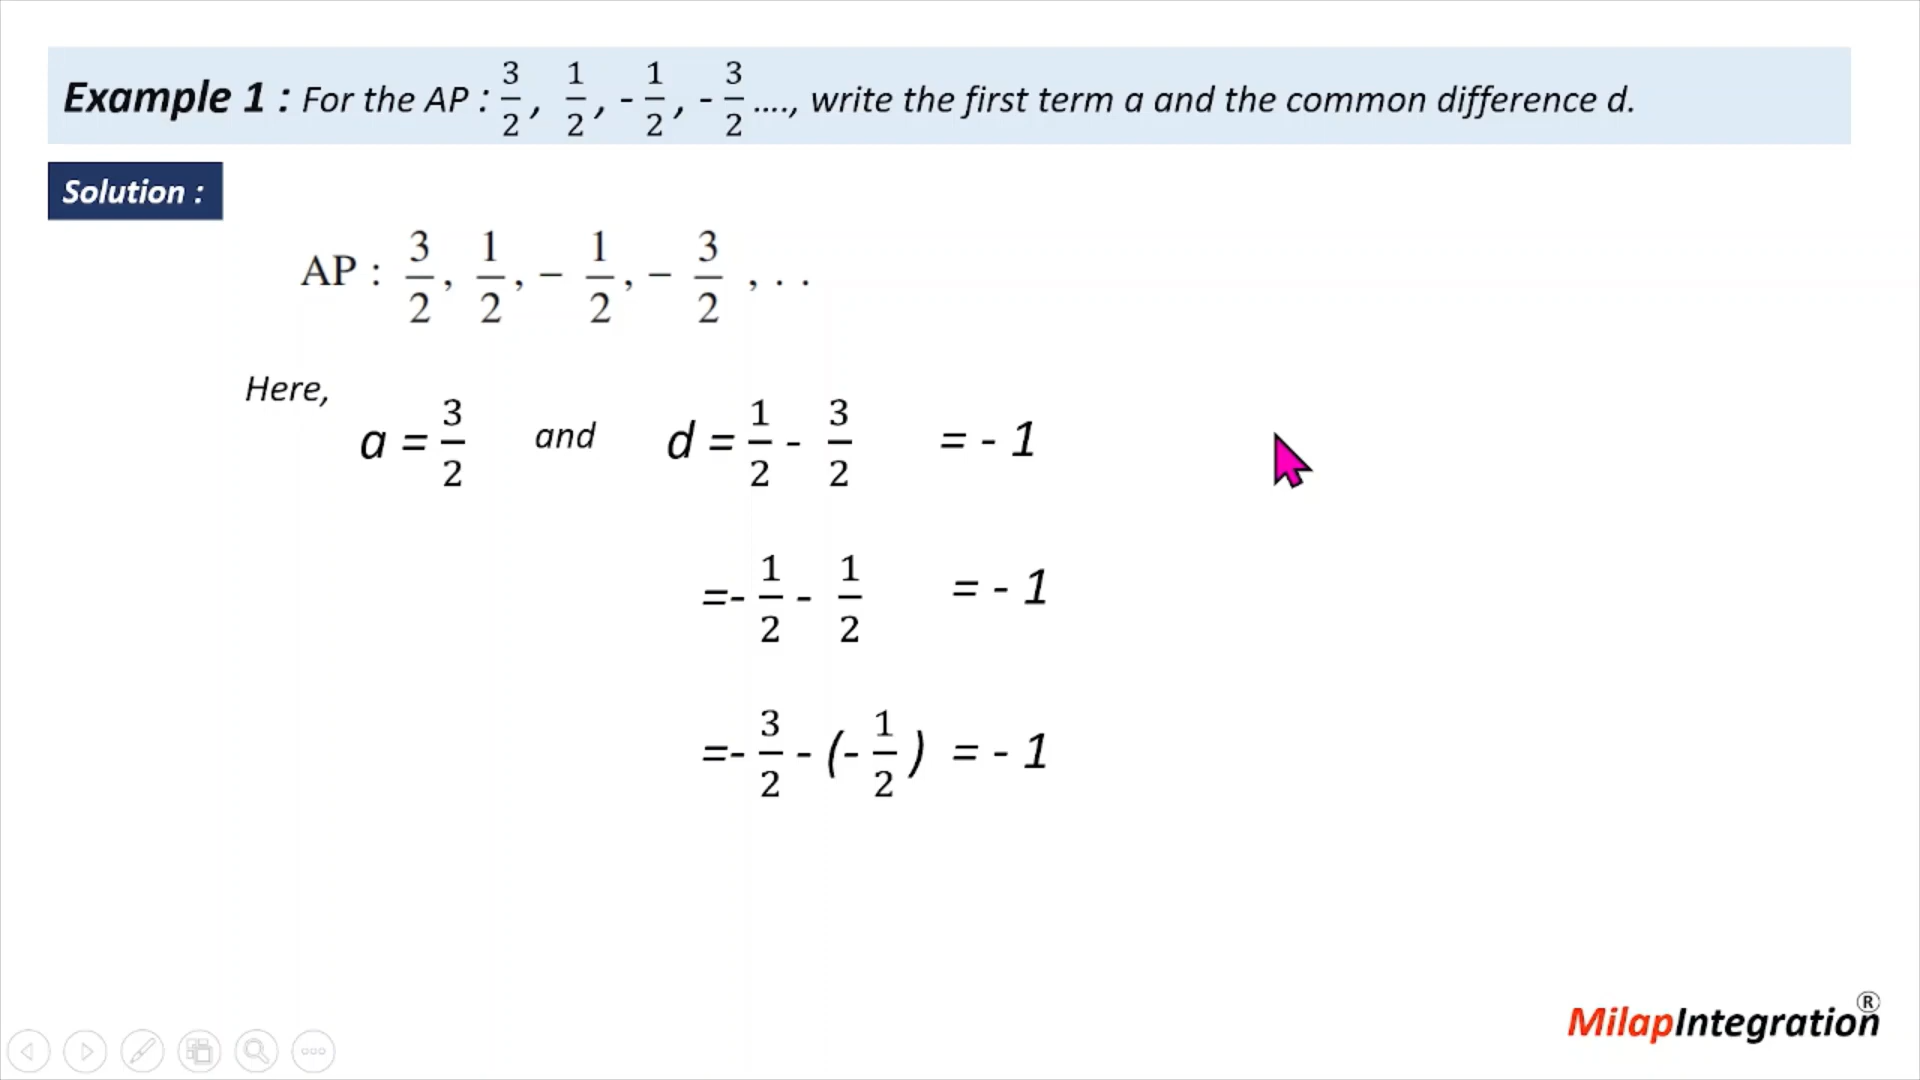 Example 1 : For the AP : 3/2, 1/2, - 1/2, - 3/2 ...., write the first term a and the common difference d.
Solution :
AP : 3/2, 1/2, – 1/2, – 3/2 , . .
Here,
a = 3/2 and d = 1/2 - 3/2 = - 1
=- 1/2 - 1/2 = - 1
=- 3/2 - (- 1/2 ) = - 1
MilapIntegration®